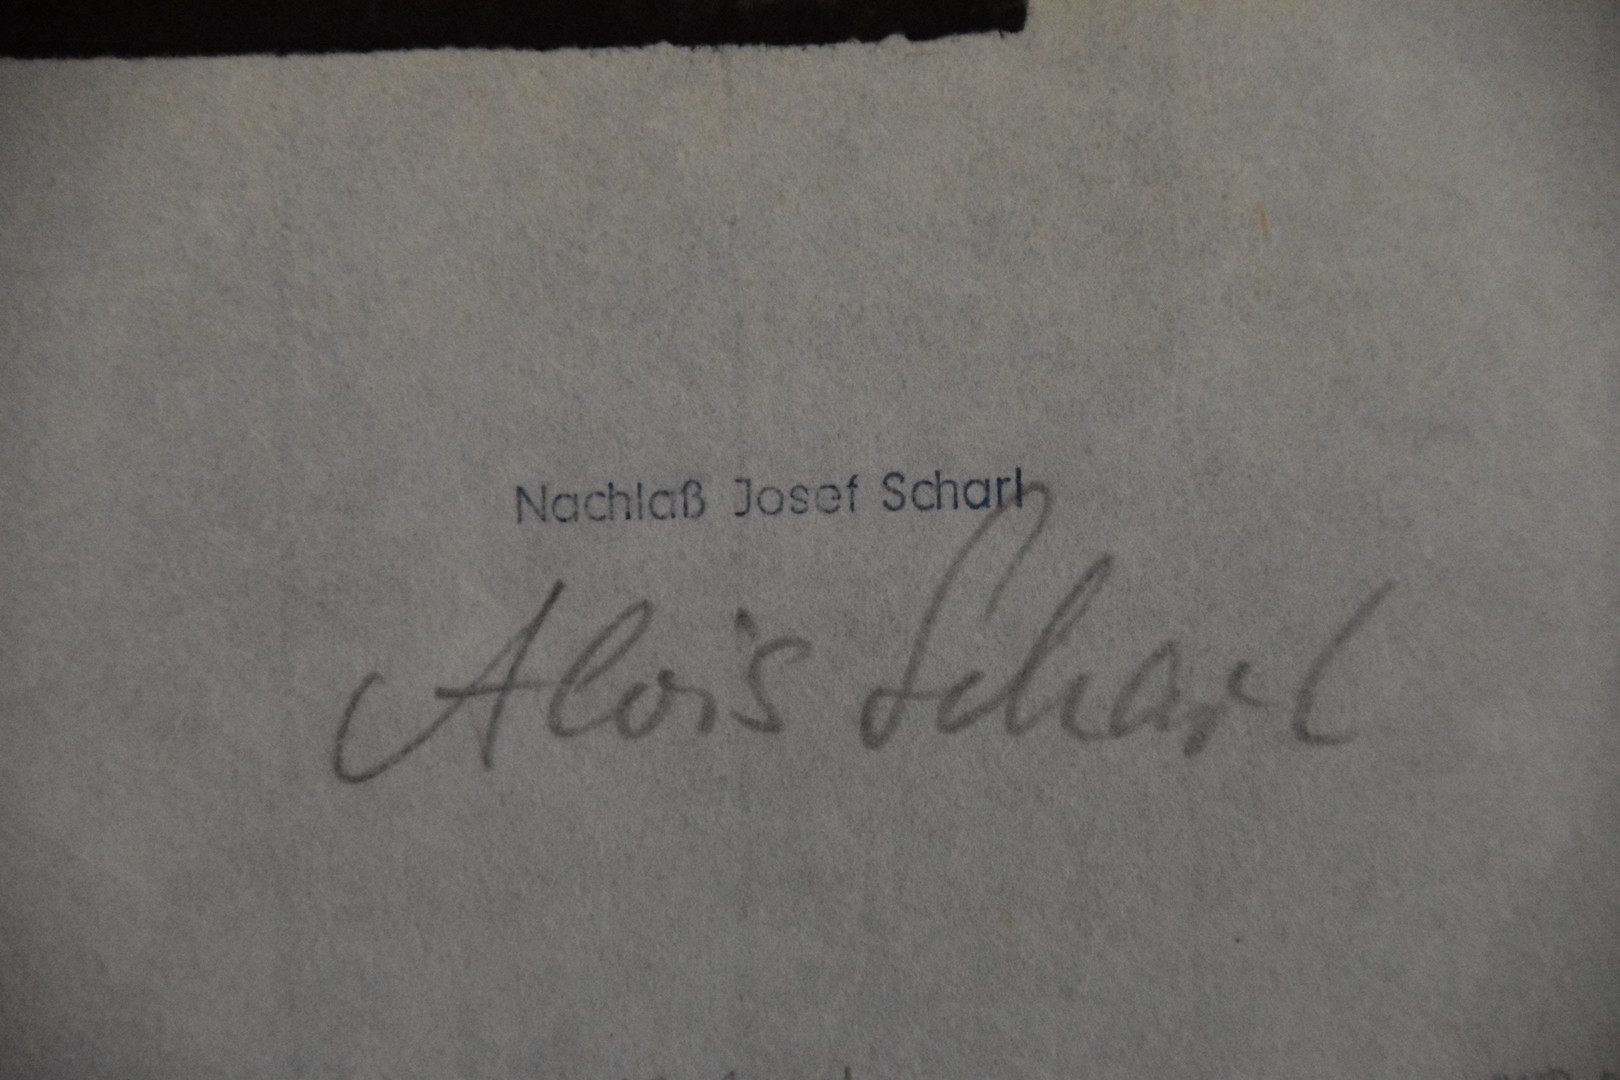 Nachlaß Josef Scharl
Alois Scharl